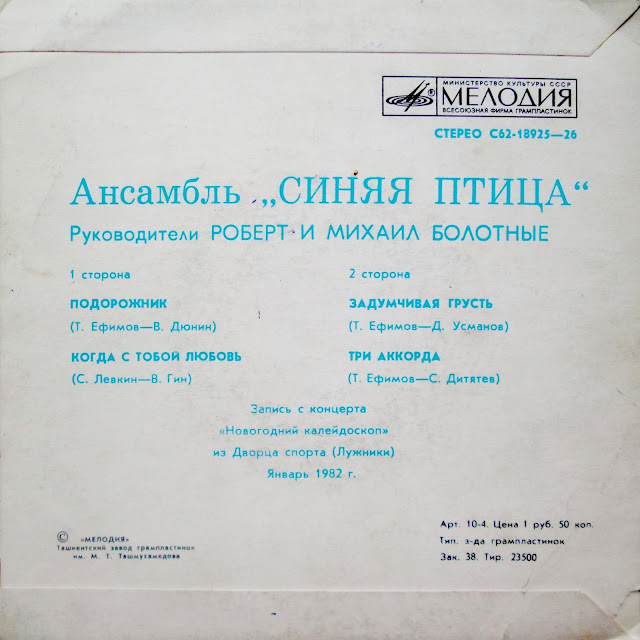 МИНИСТЕРСТВО КУЛЬТУРЫ СССР
МЕЛОДИЯ
ВСЕСОЮЗНАЯ ФИРМА ГРАМПЛАСТИНОК
СТЕРЕО С62-18925—26
Ансамбль „СИНЯЯ ПТИЦА“
Руководители РОБЕРТ И МИХАИЛ БОЛОТНЫЕ
1 сторона
ПОДОРОЖНИК
(Т. Ефимов—В. Дюнин)
КОГДА С ТОБОЙ ЛЮБОВЬ
(С. Левкин—В. Гин)
2 сторона
ЗАДУМЧИВАЯ ГРУСТЬ
(Т. Ефимов—Д. Усманов)
ТРИ АККОРДА
(Т. Ефимов—С. Дитятев)
Запись с концерта
«Новогодний калейдоскоп»
из Дворца спорта (Лужники)
Январь 1982 г.
© «МЕЛОДИЯ»
Ташкентский завод грампластинок
им. М. Т. Ташмухамедова
Арт. 10-4. Цена 1 руб. 50 коп.
Тип. з-да грампластинок
Зак. 38. Тир. 23500